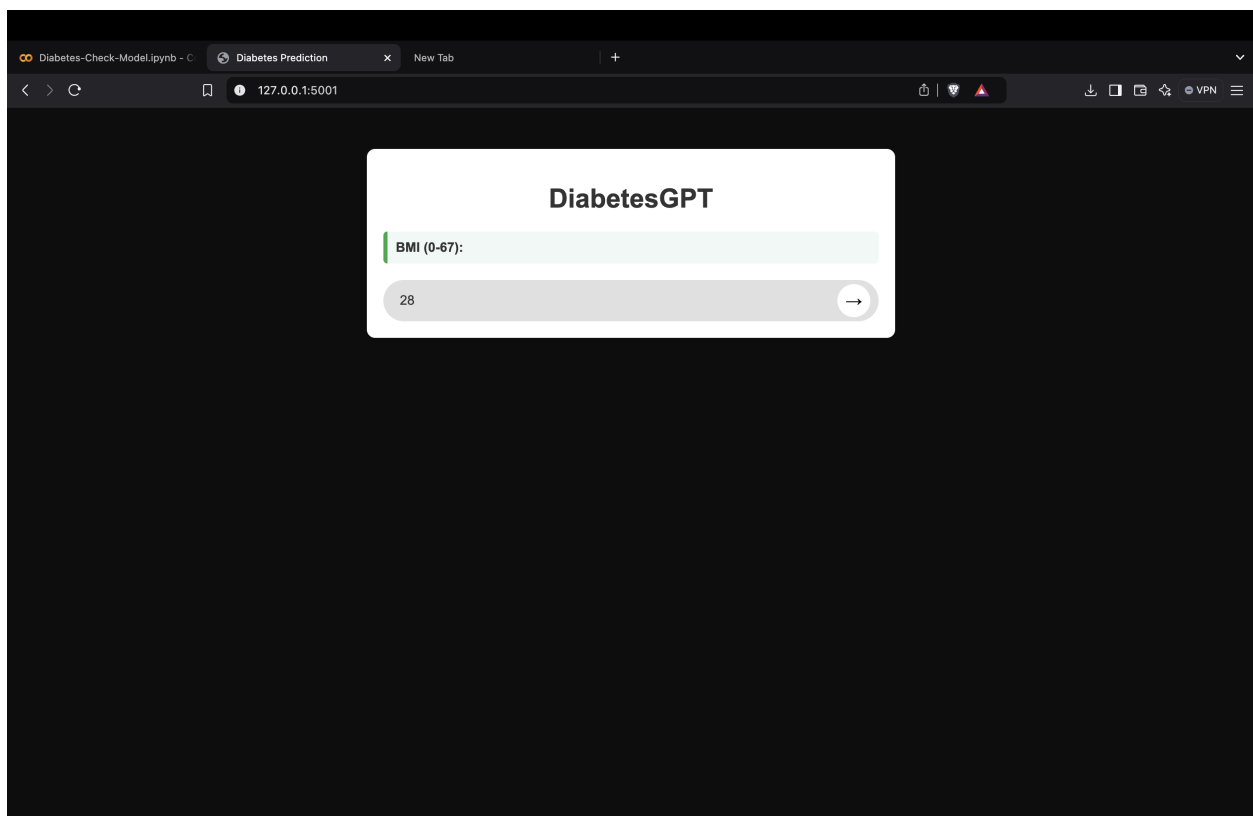 Diabetes-Check-Model.ipynb - C
Diabetes Prediction
New Tab
127.0.0.1:5001
VPN
DiabetesGPT
BMI (0-67):
28